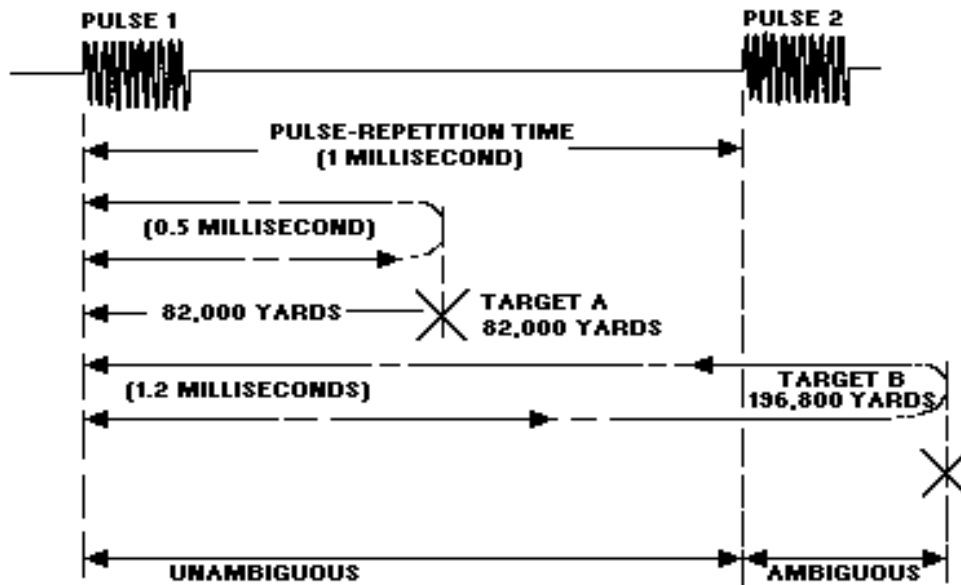 PULSE 1
PULSE 2
PULSE-REPETITION TIME
(1 MILLISECOND)
(0.5 MILLISECOND)
82,000 YARDS
TARGET A
82,000 YARDS
(1.2 MILLISECONDS)
TARGET B
196,800 YARDS
UNAMBIGUOUS
AMBIGUOUS